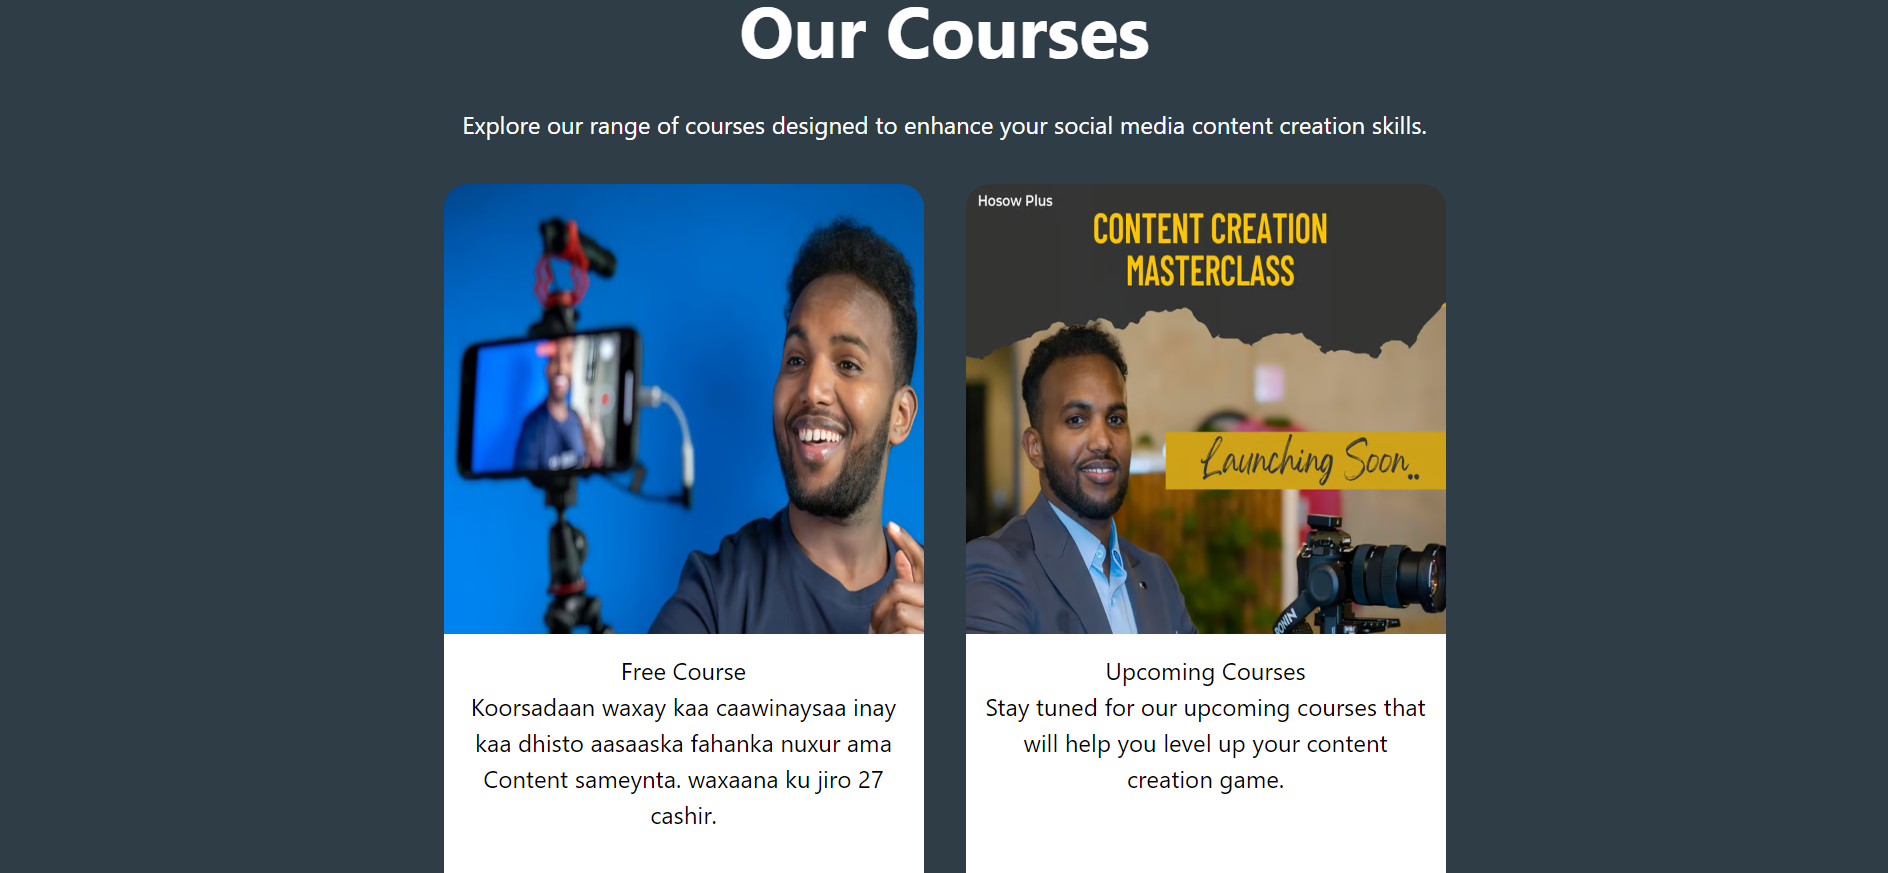 Our Courses
Explore our range of courses designed to enhance your social media content creation skills.
Hosow Plus
CONTENT CREATION
MASTERCLASS
Launching Soon..
RONIN
Free Course
Koorsadaan waxay kaa caawinaysaa inay
kaa dhisto aasaaska fahanka nuxur ama
Content sameynta. waxaana ku jiro 27
cashir.
Upcoming Courses
Stay tuned for our upcoming courses that
will help you level up your content
creation game.